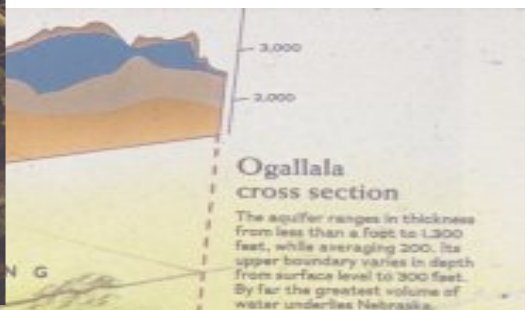 3,000
2,000
Ogallala
cross section
The aquifer ranges in thickness
from less than a foot to 1,300
feet, while averaging 200. Its
upper boundary varies in depth
from surface level to 300 feet.
By far the greatest volume of
water underlies Nebraska.
N G